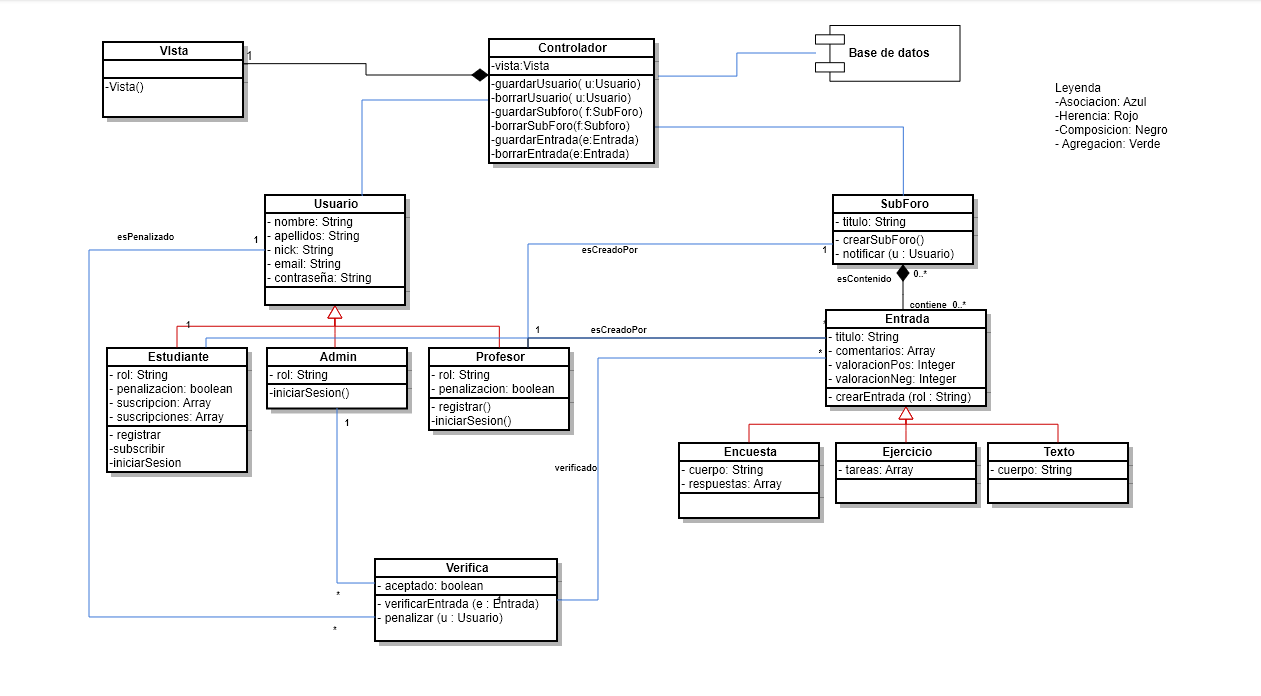 VIsta
-Vista()
1
Controlador
-vista:Vista
-guardarUsuario( u:Usuario)
-borrarUsuario( u:Usuario)
-guardarSubforo( f:SubForo)
-borrarSubForo(f:Subforo)
-guardarEntrada(e:Entrada)
-borrarEntrada(e:Entrada)
Base de datos
Leyenda
-Asociacion: Azul
-Herencia: Rojo
-Composicion: Negro
- Agregacion: Verde
Usuario
- nombre: String
- apellidos: String
- nick: String
- email: String
- contraseña: String
esPenalizado
1
SubForo
- titulo: String
- crearSubForo()
- notificar (u : Usuario)
esCreadoPor
1
esContenido
0..*
contiene 0..*
Entrada
- titulo: String
- comentarios: Array
- valoracionPos: Integer
- valoracionNeg: Integer
- crearEntrada (rol : String)
1
1
esCreadoPor
*
*
Estudiante
- rol: String
- penalizacion: boolean
- suscripcion: Array
- suscripciones: Array
- registrar
-subscribir
-iniciarSesion
Admin
- rol: String
-iniciarSesion()
1
Profesor
- rol: String
- penalizacion: boolean
- registrar()
-iniciarSesion()
Encuesta
- cuerpo: String
- respuestas: Array
Ejercicio
- tareas: Array
Texto
- cuerpo: String
verificado
Verifica
- aceptado: boolean
- verificarEntrada (e : Entrada)
- penalizar (u : Usuario)
1
*
*